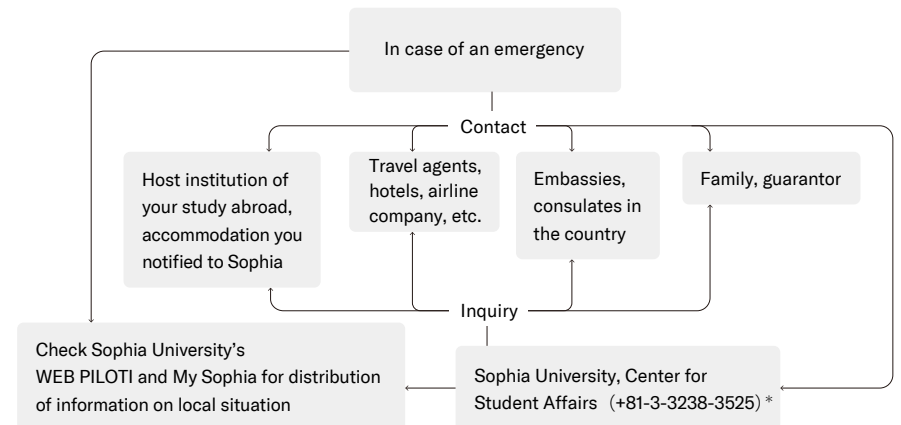 In case of an emergency
Contact
Host institution of
your study abroad,
accommodation you
notified to Sophia
Travel agents,
hotels, airline
company, etc.
Embassies,
consulates in
the country
Family, guarantor
Inquiry
Check Sophia University’s
WEB PILOTI and My Sophia for distribution
of information on local situation
Sophia University, Center for
Student Affairs（+81-3-3238-3525）*